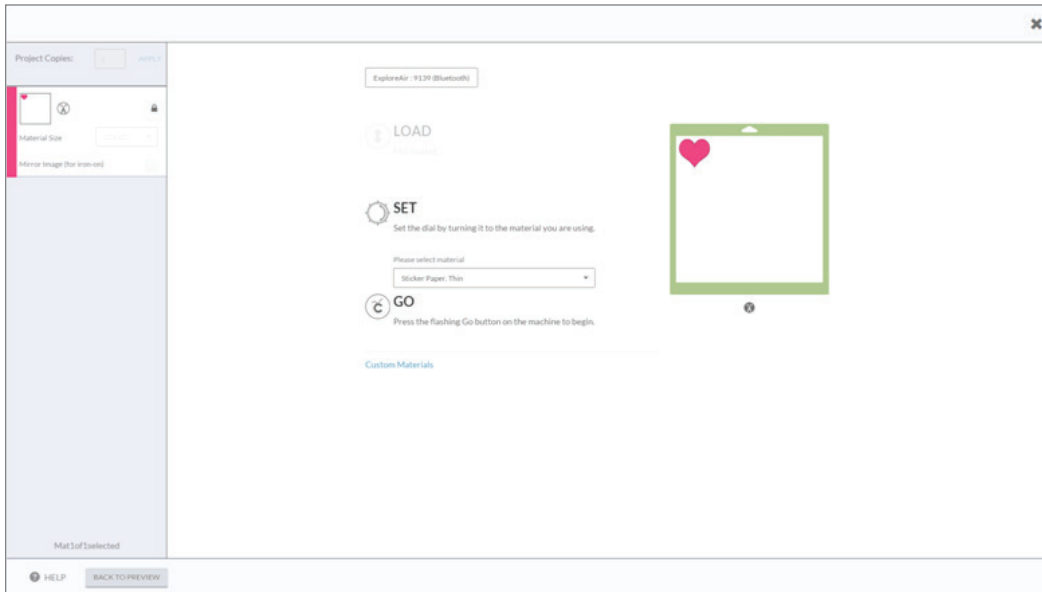 Project Copies:
APPLY
Material Size
Mirror Image (for iron-on)
Mat1of1selected
HELP
BACK TO PREVIEW
ExploreAir : 9139 (Bluetooth)
LOAD
SET
Set the dial by turning it to the material you are using.
Please select material
Sticker Paper, Thin
GO
Press the flashing Go button on the machine to begin.
Custom Materials